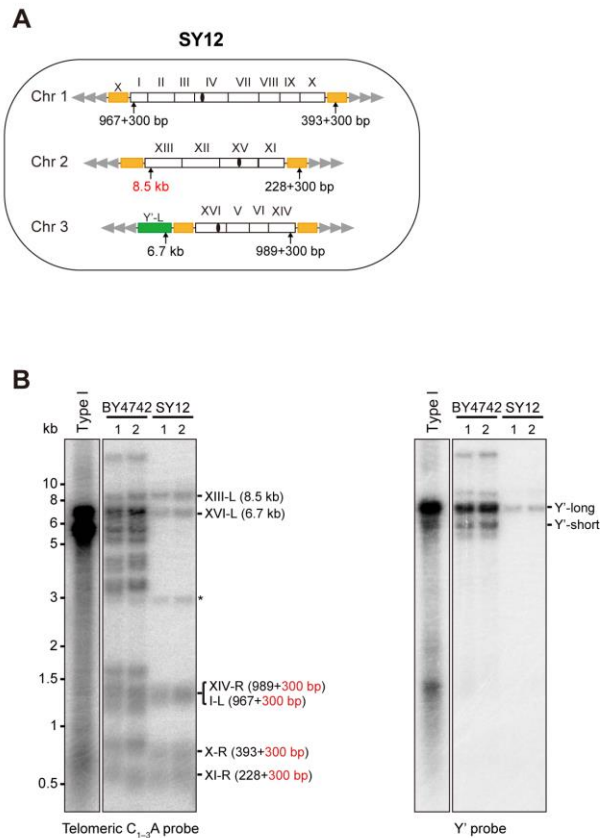 A
SY12
X I II III IV VII VIII IX X
Chr 1
967+300 bp 393+300 bp
XIII XII XV XI
Chr 2
8.5 kb 228+300 bp
Y'-L XVI V VI XIV
Chr 3
6.7 kb 989+300 bp
B
Type I BY4742 SY12
kb 1 2 1 2
10
8
6
5
3
2
1.5
1
0.5
XIII-L (8.5 kb)
XVI-L (6.7 kb)
*
XIV-R (989+300 bp)
I-L (967+300 bp)
X-R (393+300 bp)
XI-R (228+300 bp)
Telomeric C1–3A probe
Type I BY4742 SY12
1 2 1 2
Y'-long
Y'-short
Y' probe